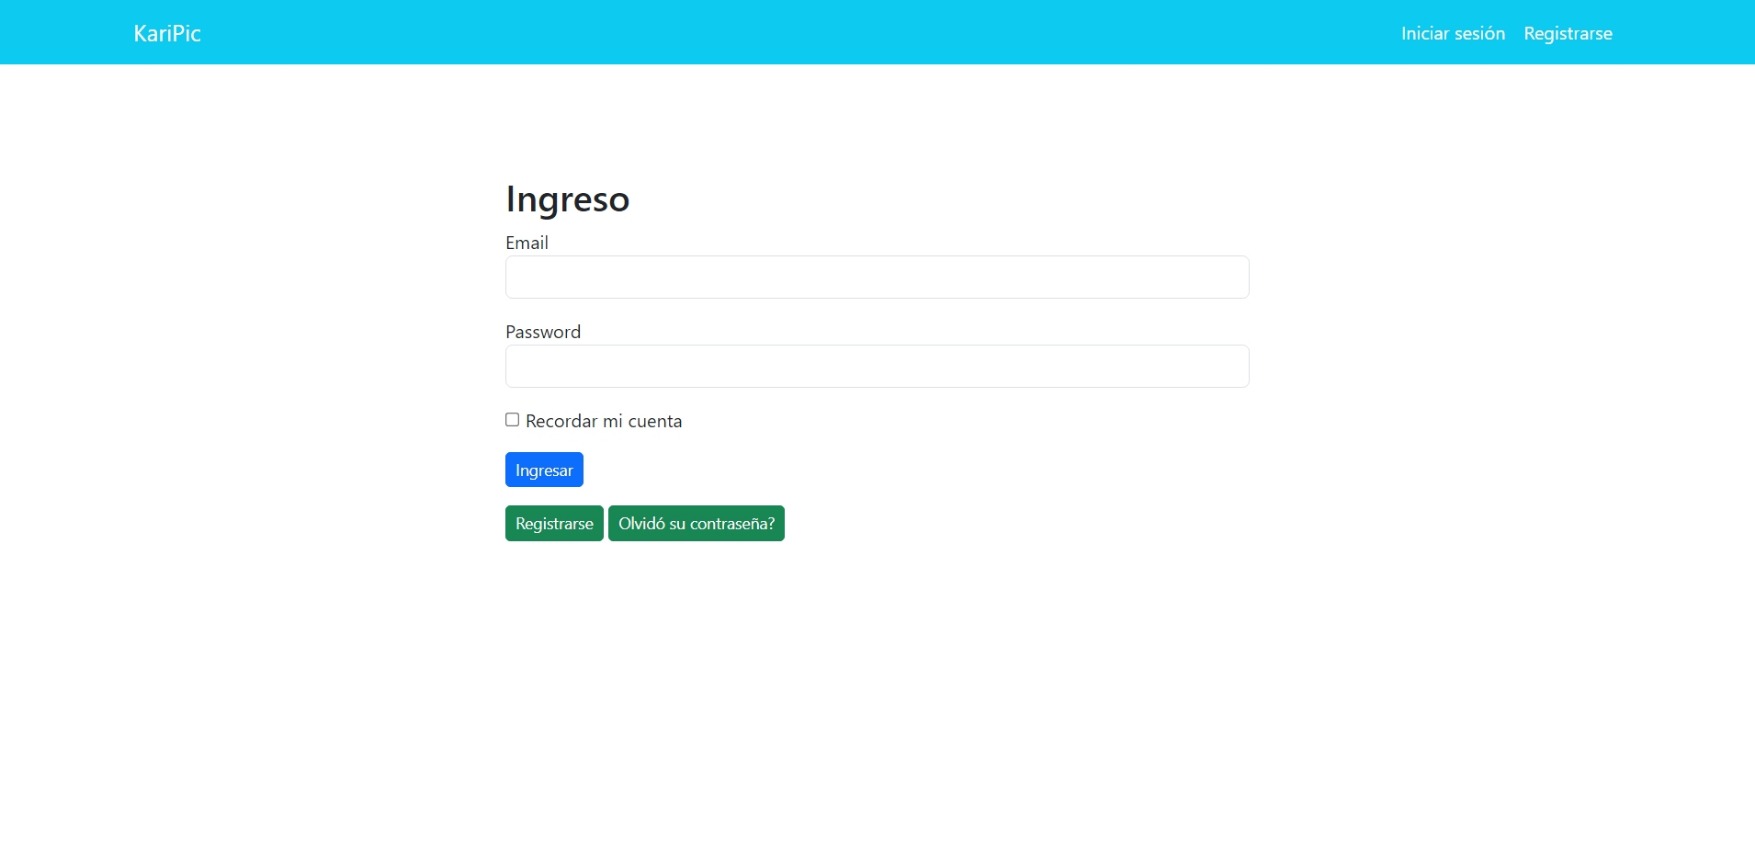 KariPic
Iniciar sesión Registrarse
Ingreso
Email
Password
Recordar mi cuenta
Ingresar
Registrarse Olvidó su contraseña?